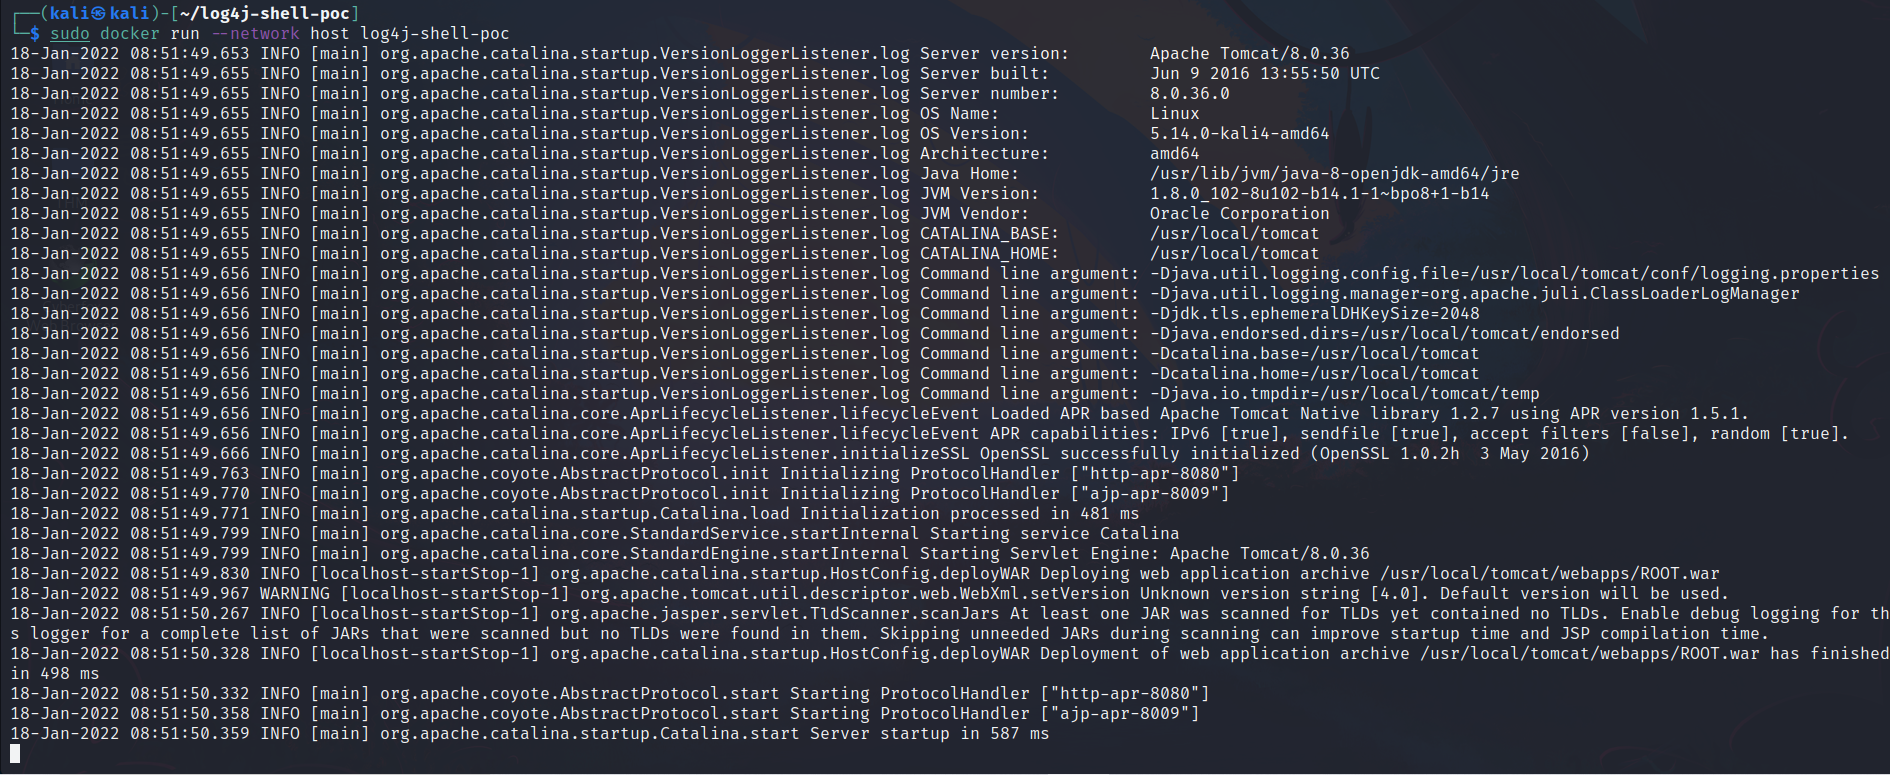 ┌──(kali㉿kali)-[~/log4j-shell-poc]
└─$ sudo docker run --network host log4j-shell-poc
18-Jan-2022 08:51:49.653 INFO [main] org.apache.catalina.startup.VersionLoggerListener.log Server version:        Apache Tomcat/8.0.36
18-Jan-2022 08:51:49.655 INFO [main] org.apache.catalina.startup.VersionLoggerListener.log Server built:          Jun 9 2016 13:55:50 UTC
18-Jan-2022 08:51:49.655 INFO [main] org.apache.catalina.startup.VersionLoggerListener.log Server number:         8.0.36.0
18-Jan-2022 08:51:49.655 INFO [main] org.apache.catalina.startup.VersionLoggerListener.log OS Name:               Linux
18-Jan-2022 08:51:49.655 INFO [main] org.apache.catalina.startup.VersionLoggerListener.log OS Version:            5.14.0-kali4-amd64
18-Jan-2022 08:51:49.655 INFO [main] org.apache.catalina.startup.VersionLoggerListener.log Architecture:          amd64
18-Jan-2022 08:51:49.655 INFO [main] org.apache.catalina.startup.VersionLoggerListener.log Java Home:             /usr/lib/jvm/java-8-openjdk-amd64/jre
18-Jan-2022 08:51:49.655 INFO [main] org.apache.catalina.startup.VersionLoggerListener.log JVM Version:           1.8.0_102-8u102-b14.1-1~bpo8+1-b14
18-Jan-2022 08:51:49.655 INFO [main] org.apache.catalina.startup.VersionLoggerListener.log JVM Vendor:            Oracle Corporation
18-Jan-2022 08:51:49.655 INFO [main] org.apache.catalina.startup.VersionLoggerListener.log CATALINA_BASE:         /usr/local/tomcat
18-Jan-2022 08:51:49.655 INFO [main] org.apache.catalina.startup.VersionLoggerListener.log CATALINA_HOME:         /usr/local/tomcat
18-Jan-2022 08:51:49.656 INFO [main] org.apache.catalina.startup.VersionLoggerListener.log Command line argument: -Djava.util.logging.config.file=/usr/local/tomcat/conf/logging.properties
18-Jan-2022 08:51:49.656 INFO [main] org.apache.catalina.startup.VersionLoggerListener.log Command line argument: -Djava.util.logging.manager=org.apache.juli.ClassLoaderLogManager
18-Jan-2022 08:51:49.656 INFO [main] org.apache.catalina.startup.VersionLoggerListener.log Command line argument: -Djdk.tls.ephemeralDHKeySize=2048
18-Jan-2022 08:51:49.656 INFO [main] org.apache.catalina.startup.VersionLoggerListener.log Command line argument: -Djava.endorsed.dirs=/usr/local/tomcat/endorsed
18-Jan-2022 08:51:49.656 INFO [main] org.apache.catalina.startup.VersionLoggerListener.log Command line argument: -Dcatalina.base=/usr/local/tomcat
18-Jan-2022 08:51:49.656 INFO [main] org.apache.catalina.startup.VersionLoggerListener.log Command line argument: -Dcatalina.home=/usr/local/tomcat
18-Jan-2022 08:51:49.656 INFO [main] org.apache.catalina.startup.VersionLoggerListener.log Command line argument: -Djava.io.tmpdir=/usr/local/tomcat/temp
18-Jan-2022 08:51:49.656 INFO [main] org.apache.catalina.core.AprLifecycleListener.lifecycleEvent Loaded APR based Apache Tomcat Native library 1.2.7 using APR version 1.5.1.
18-Jan-2022 08:51:49.656 INFO [main] org.apache.catalina.core.AprLifecycleListener.lifecycleEvent APR capabilities: IPv6 [true], sendfile [true], accept filters [false], random [true].
18-Jan-2022 08:51:49.666 INFO [main] org.apache.catalina.core.AprLifecycleListener.initializeSSL OpenSSL successfully initialized (OpenSSL 1.0.2h  3 May 2016)
18-Jan-2022 08:51:49.763 INFO [main] org.apache.coyote.AbstractProtocol.init Initializing ProtocolHandler ["http-apr-8080"]
18-Jan-2022 08:51:49.770 INFO [main] org.apache.coyote.AbstractProtocol.init Initializing ProtocolHandler ["ajp-apr-8009"]
18-Jan-2022 08:51:49.771 INFO [main] org.apache.catalina.startup.Catalina.load Initialization processed in 481 ms
18-Jan-2022 08:51:49.799 INFO [main] org.apache.catalina.core.StandardService.startInternal Starting service Catalina
18-Jan-2022 08:51:49.799 INFO [main] org.apache.catalina.core.StandardEngine.startInternal Starting Servlet Engine: Apache Tomcat/8.0.36
18-Jan-2022 08:51:49.830 INFO [localhost-startStop-1] org.apache.catalina.startup.HostConfig.deployWAR Deploying web application archive /usr/local/tomcat/webapps/ROOT.war
18-Jan-2022 08:51:49.967 WARNING [localhost-startStop-1] org.apache.tomcat.util.descriptor.web.WebXml.setVersion Unknown version string [4.0]. Default version will be used.
18-Jan-2022 08:51:50.267 INFO [localhost-startStop-1] org.apache.jasper.servlet.TldScanner.scanJars At least one JAR was scanned for TLDs yet contained no TLDs. Enable debug logging for th
s logger for a complete list of JARs that were scanned but no TLDs were found in them. Skipping unneeded JARs during scanning can improve startup time and JSP compilation time.
18-Jan-2022 08:51:50.328 INFO [localhost-startStop-1] org.apache.catalina.startup.HostConfig.deployWAR Deployment of web application archive /usr/local/tomcat/webapps/ROOT.war has finished
in 498 ms
18-Jan-2022 08:51:50.332 INFO [main] org.apache.coyote.AbstractProtocol.start Starting ProtocolHandler ["http-apr-8080"]
18-Jan-2022 08:51:50.358 INFO [main] org.apache.coyote.AbstractProtocol.start Starting ProtocolHandler ["ajp-apr-8009"]
18-Jan-2022 08:51:50.359 INFO [main] org.apache.catalina.startup.Catalina.start Server startup in 587 ms